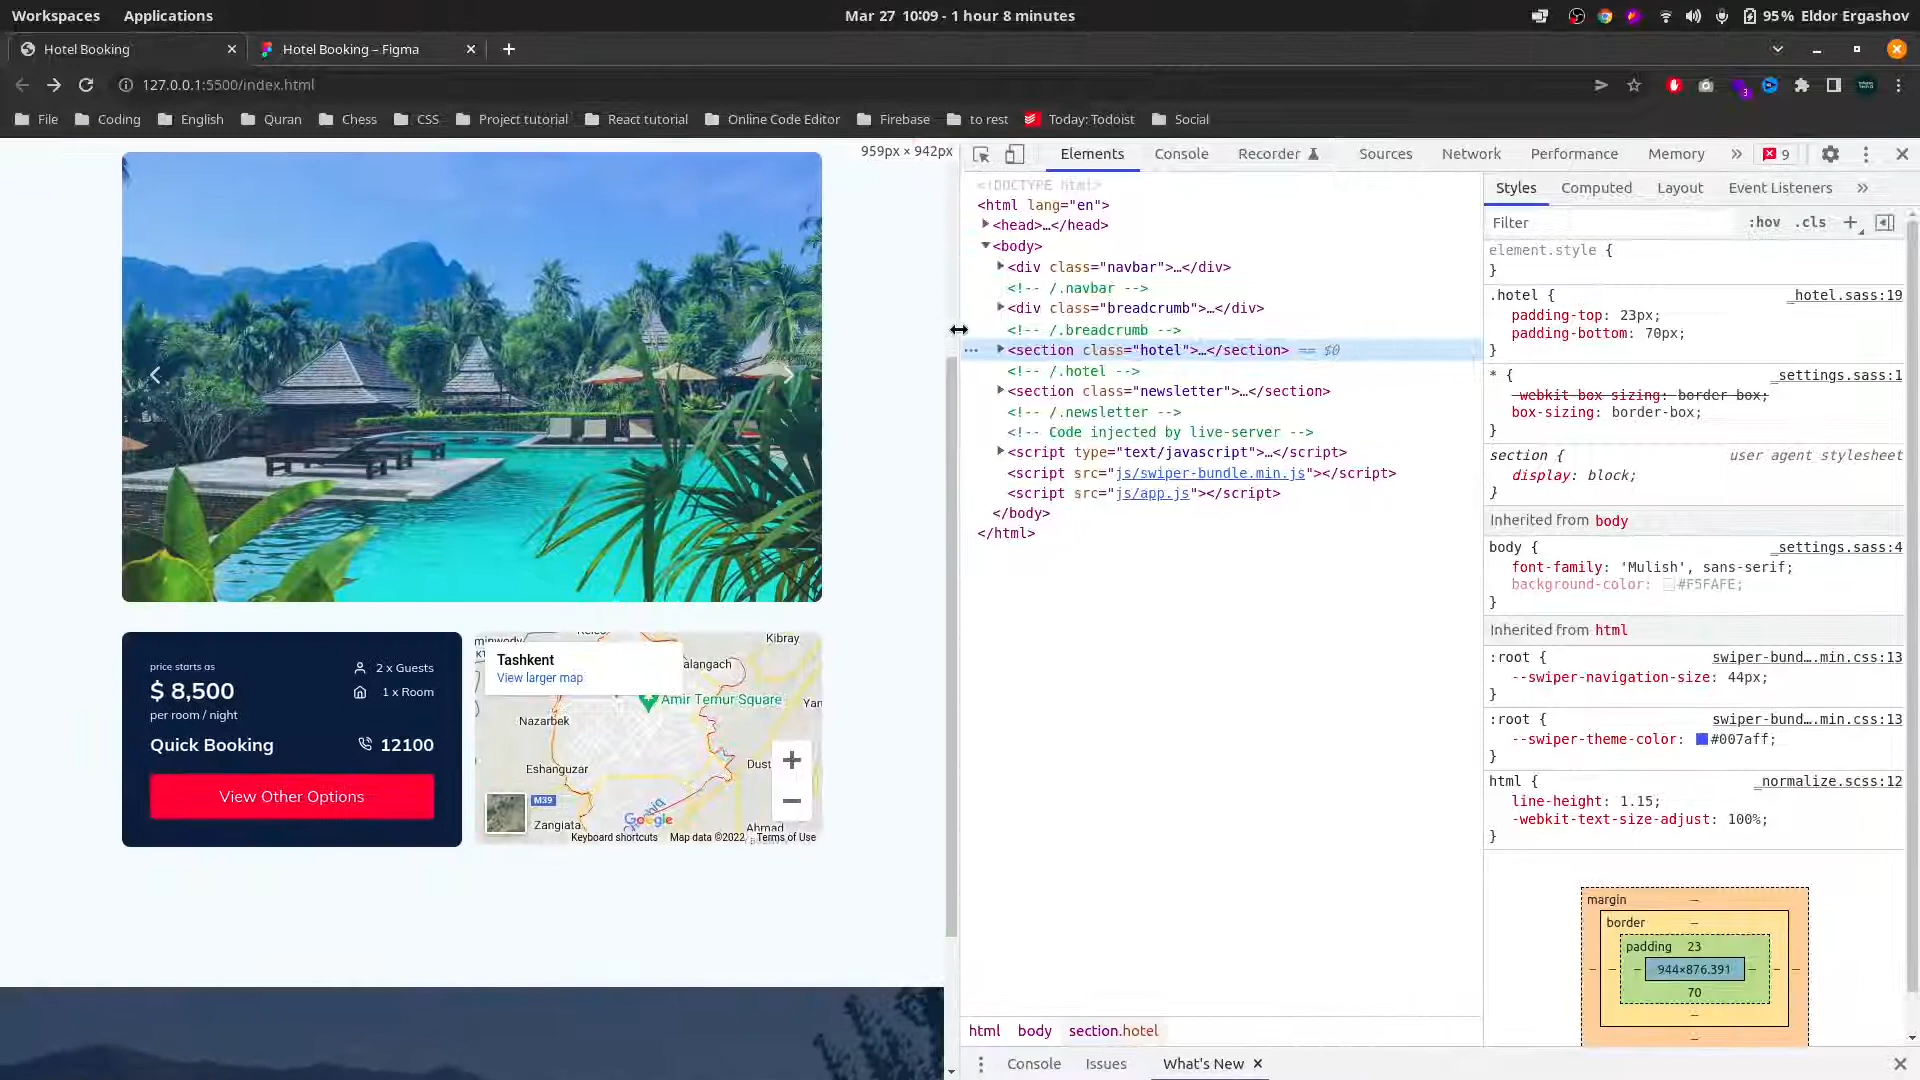 Workspaces Applications Mar 27 10:09 - 1 hour 8 minutes 95% Eldor Ergashov
Hotel Booking Hotel Booking – Figma
127.0.0.1:5500/index.html 3
File Coding English Quran Chess CSS Project tutorial React tutorial Online Code Editor Firebase to rest Today: Todoist Social
959px × 942px
Elements Console Recorder Sources Network Performance Memory » 9
<!DOCTYPE html>
<html lang="en">
<head>…</head>
<body>
<div class="navbar">…</div>
<!-- /.navbar -->
<div class="breadcrumb">…</div>
<!-- /.breadcrumb -->
<section class="hotel">…</section> == $0
<!-- /.hotel -->
<section class="newsletter">…</section>
<!-- /.newsletter -->
<!-- Code injected by live-server -->
<script type="text/javascript">…</script>
<script src="js/swiper-bundle.min.js"></script>
<script src="js/app.js"></script>
</body>
</html>
html body section.hotel
Styles Computed Layout Event Listeners »
Filter :hov .cls +
element.style {
}
.hotel { _hotel.sass:19
padding-top: 23px;
padding-bottom: 70px;
}
* { _settings.sass:1
-webkit-box-sizing: border-box;
box-sizing: border-box;
}
section { user agent stylesheet
display: block;
}
Inherited from body
body { _settings.sass:4
font-family: 'Mulish', sans-serif;
background-color: #F5FAFE;
}
Inherited from html
:root { swiper-bund….min.css:13
--swiper-navigation-size: 44px;
}
:root { swiper-bund….min.css:13
--swiper-theme-color: #007aff;
}
html { _normalize.scss:12
line-height: 1.15;
-webkit-text-size-adjust: 100%;
}
margin –
border –
padding 23
– – – 944×876.391 – – –
70
–
–
Console Issues What's New
price starts as
$ 8,500
per room / night
2 x Guests
1 x Room
Quick Booking 12100
View Other Options
Tashkent
View larger map
Kibray
alangach
Amir Temur Square
Yan
Nazarbek
Eshanguzar
Dust
M39
Zangiata
Google
Ahmad
Keyboard shortcuts Map data ©2022 Terms of Use